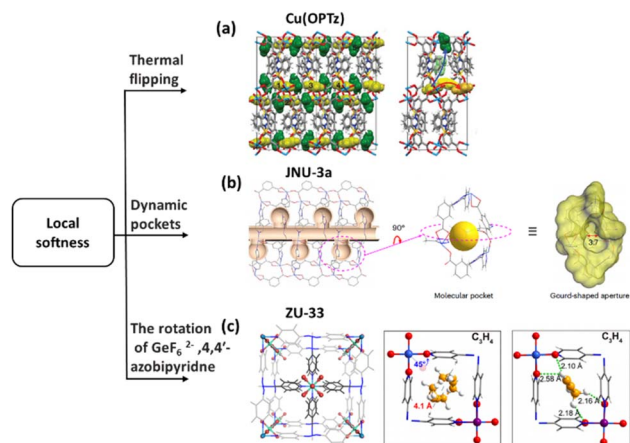 (a)
Cu(OPTz)
Thermal
flipping
(b)
JNU-3a
Local
softness
Dynamic
pockets
90°
≡
3.7
Molecular pocket
Gourd-shaped aperture
(c)
ZU-33
The rotation
of GeF₆ ²⁻ ,4,4′-
azobipyridne
C₃H₄
45°
4.1 Å
C₃H₄
2.10 Å
2.58 Å
2.16 Å
2.18 Å